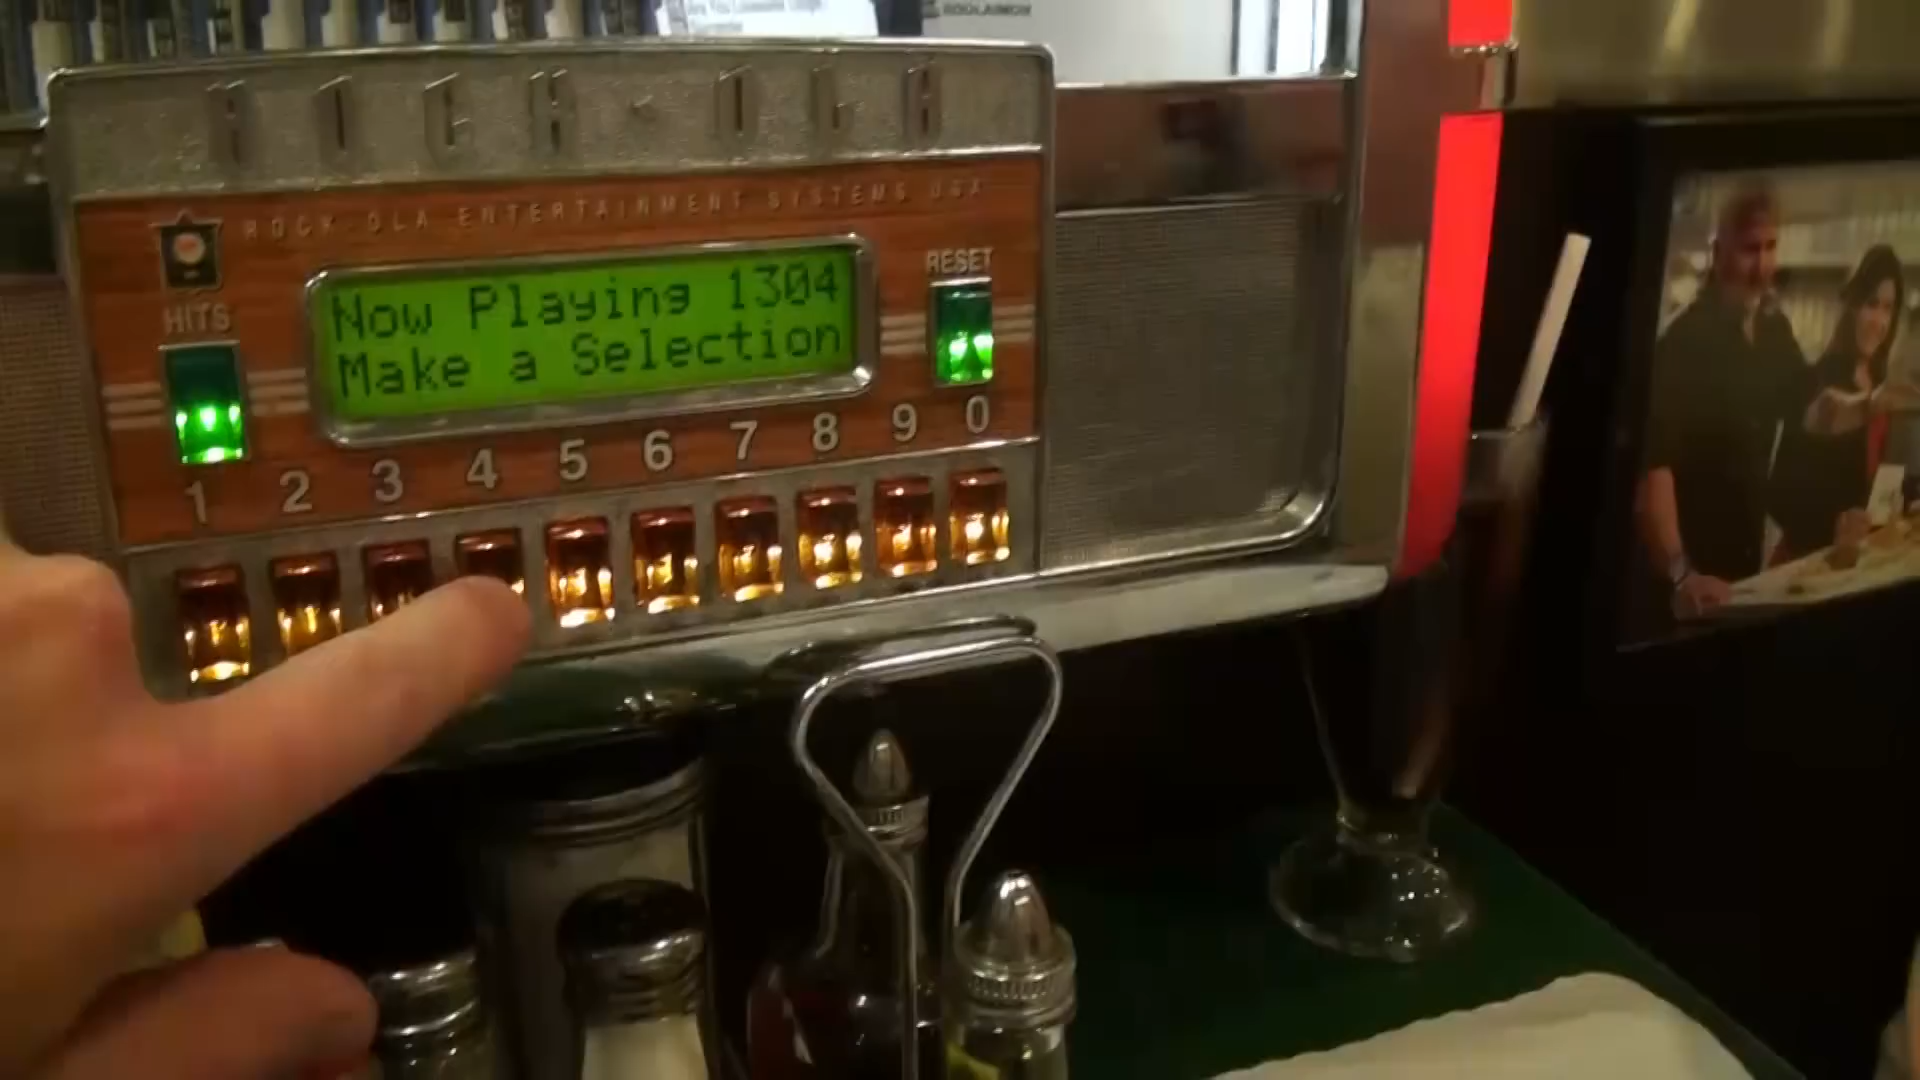 ROCK-OLA
ROCK-OLA ENTERTAINMENT SYSTEMS USA
HITS
Now Playing 1304
Make a Selection
RESET
1 2 3 4 5 6 7 8 9 0